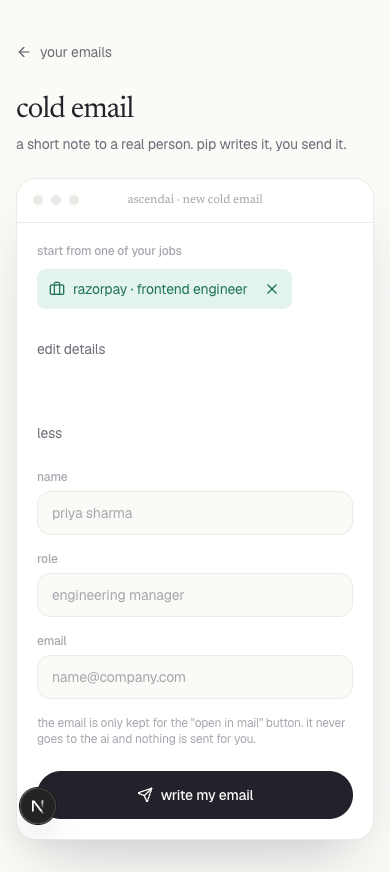 your emails
cold email
a short note to a real person. pip writes it, you send it.
ascendai · new cold email
start from one of your jobs
razorpay · frontend engineer
edit details
less
name
priya sharma
role
engineering manager
email
name@company.com
the email is only kept for the "open in mail" button. it never
goes to the ai and nothing is sent for you.
write my email
N